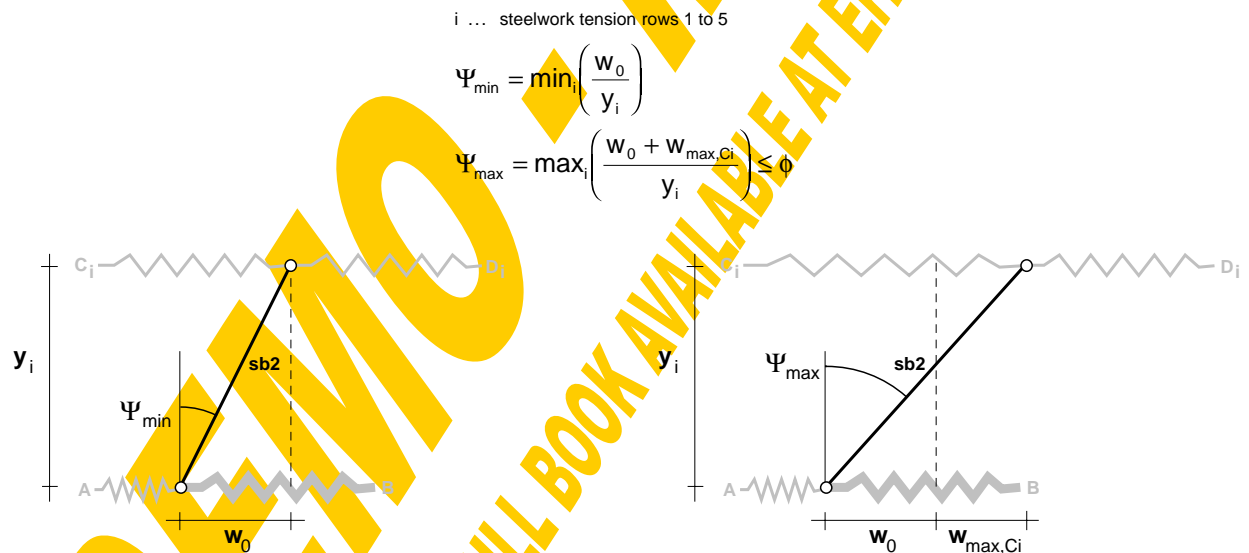 i ... steelwork tension rows 1 to 5
Ψmin = mini(w0 / yi)
Ψmax = maxi((w0 + wmax,Ci) / yi) ≤ ϕ
Ci Di Ci Di
yi sb2 yi Ψmax sb2
Ψmin
A B A B
w0 w0 wmax,Ci
DEMO
FULL BOOK AVAILABLE AT